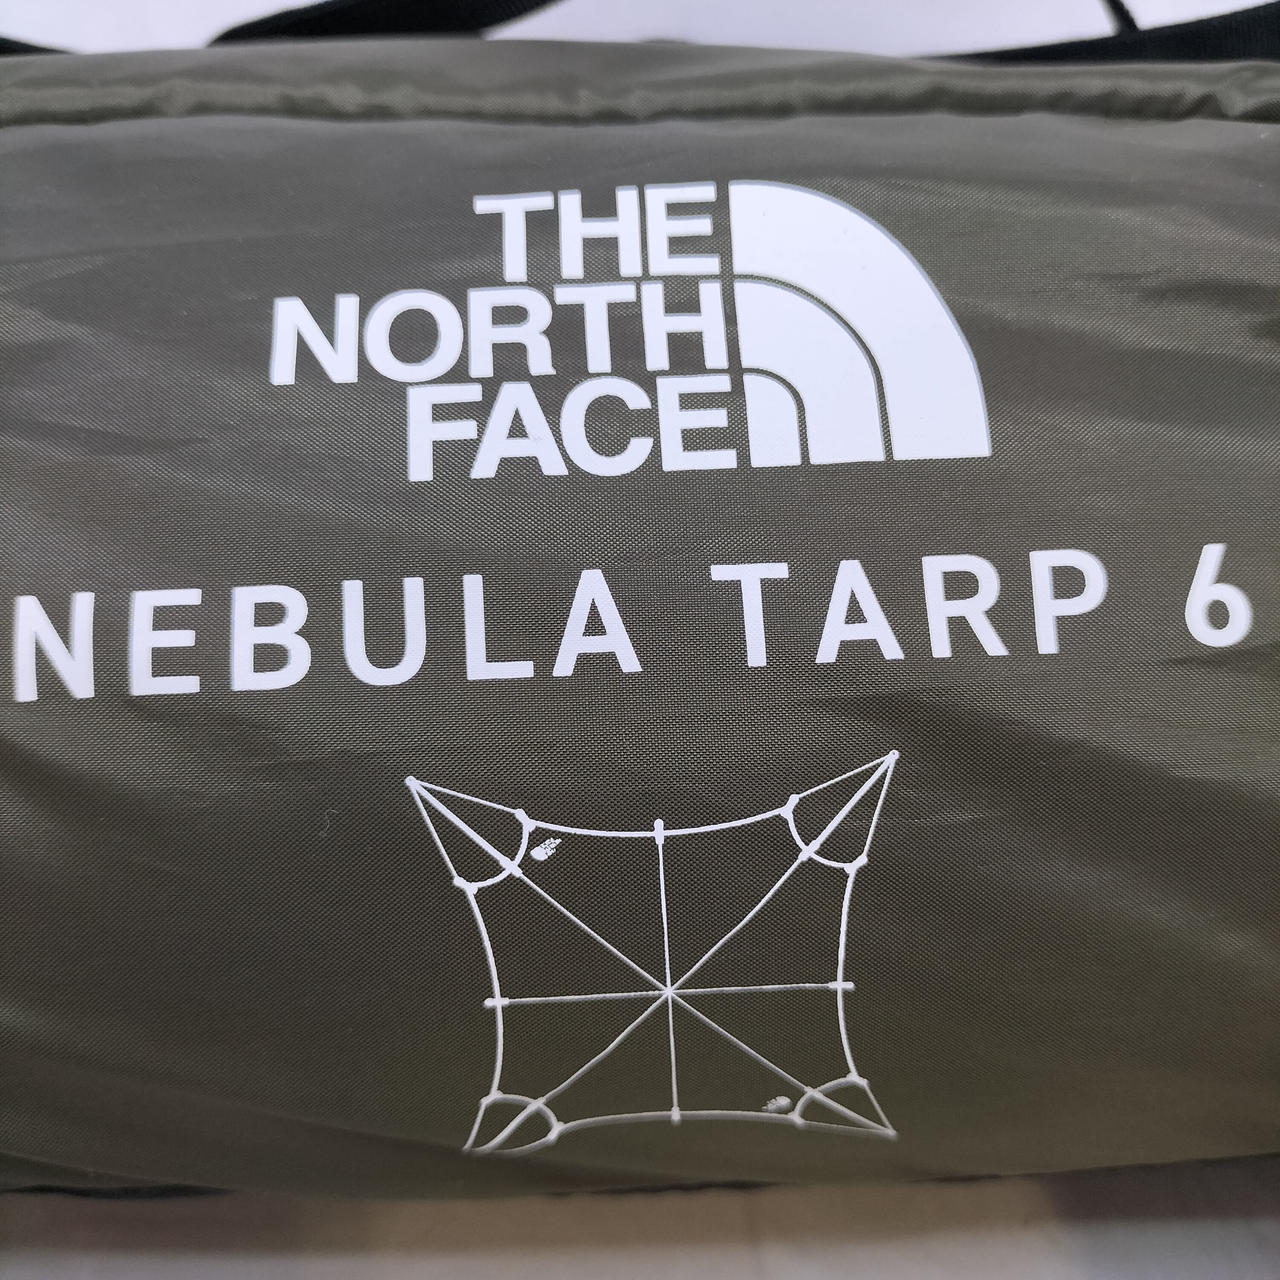 THE
NORTH
FACE
NEBULA TARP 6